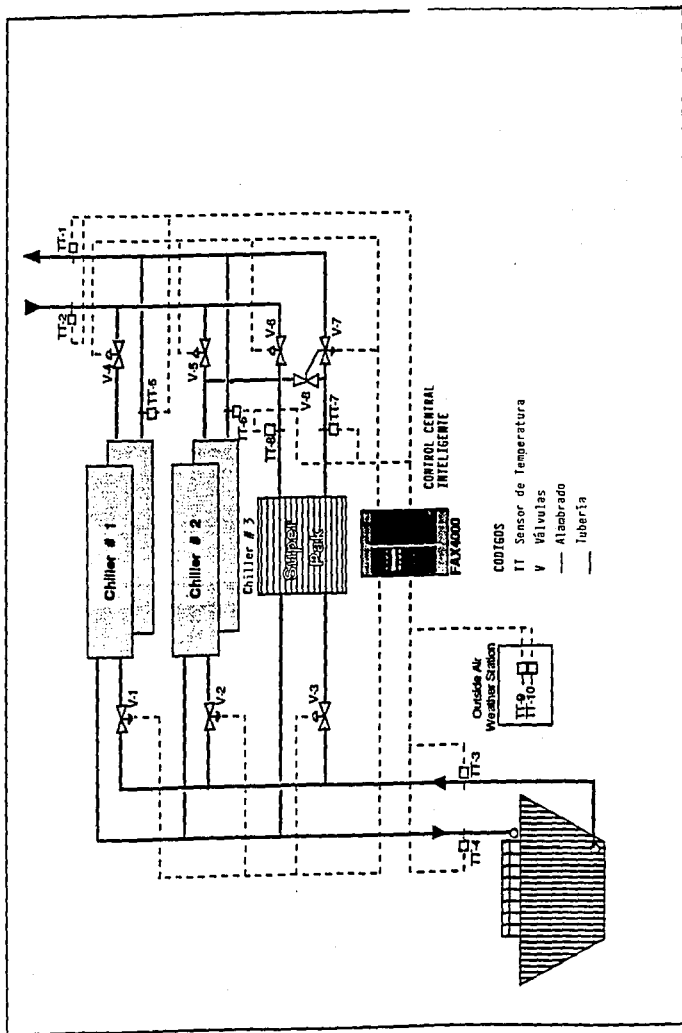 TT-1
TT-2
V-4
TT-5
V-5
V-6
V-7
V-8
TT-6
TT-8
TT-7
Chiller # 1
Chiller # 2
Chiller # 3
Super
Pak
CONTROL CENTRAL
INTELIGENTE
FAX4000
V-1
V-2
V-3
Outside Air
Weather Station
TT-9
TT-10
TT-3
TT-4
CODIGOS
TT Sensor de Temperatura
V Válvulas
Alambrado
Tubería